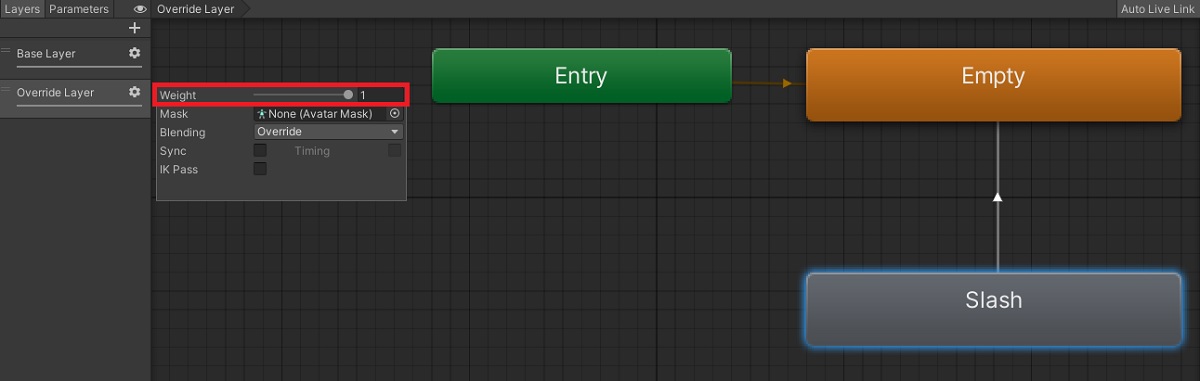 Layers Parameters
Override Layer
Auto Live Link
Base Layer
Override Layer
Weight 1
Mask None (Avatar Mask)
Blending Override
Sync Timing
IK Pass
Entry
Empty
Slash